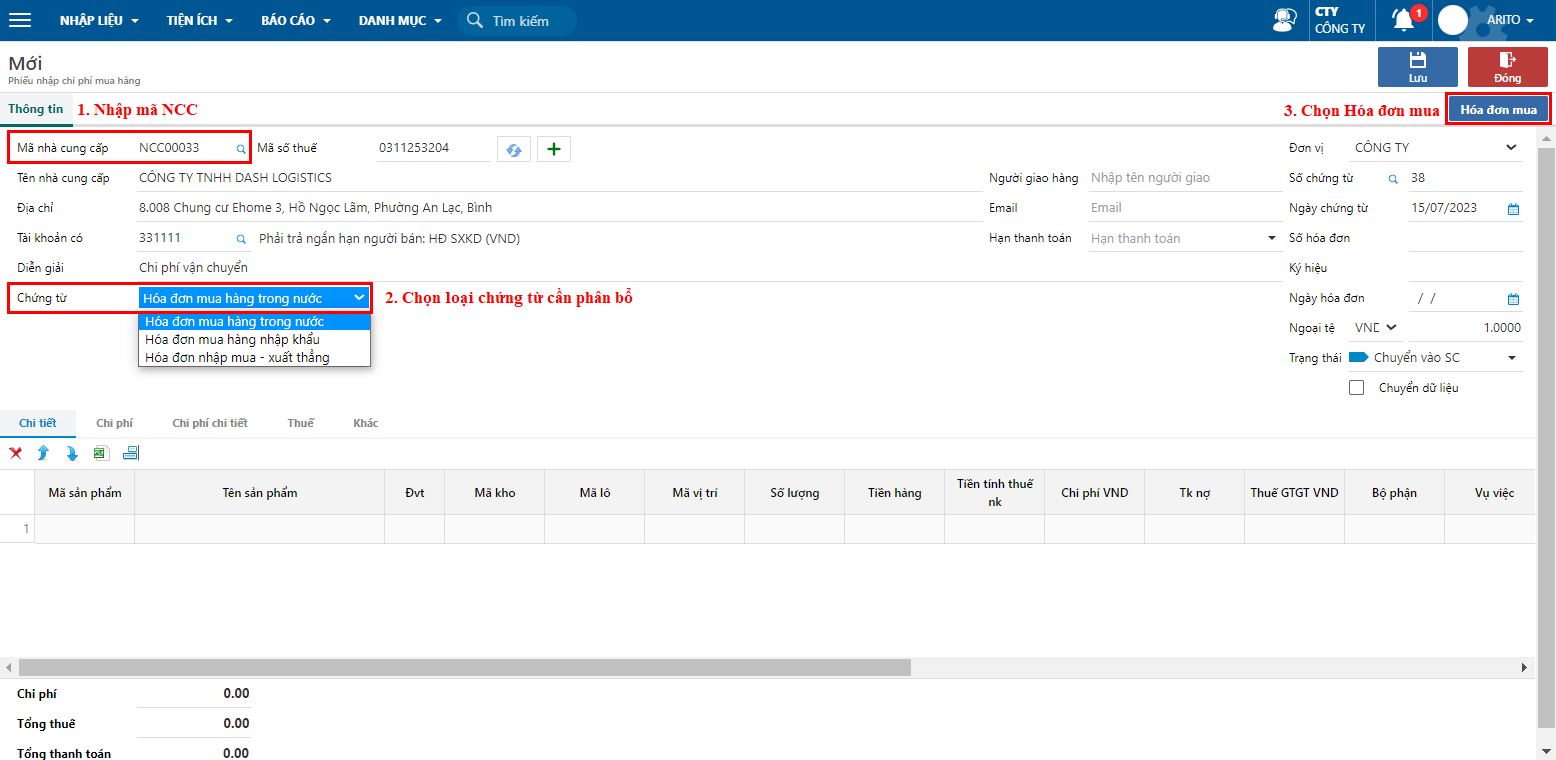 NHẬP LIỆU
TIỆN ÍCH
BÁO CÁO
DANH MỤC
Tìm kiếm
CTY
CÔNG TY
1
ARITO
Mới
Phiếu nhập chi phí mua hàng
Lưu
Đóng
Thông tin
1. Nhập mã NCC
3. Chọn Hóa đơn mua
Hóa đơn mua
Mã nhà cung cấp NCC00033 Mã số thuế 0311253204
Đơn vị CÔNG TY
Tên nhà cung cấp CÔNG TY TNHH DASH LOGISTICS
Người giao hàng Nhập tên người giao
Số chứng từ 38
Địa chỉ 8.008 Chung cư Ehome 3, Hồ Ngọc Lãm, Phường An Lạc, Bình
Email Email
Ngày chứng từ 15/07/2023
Tài khoản có 331111 Phải trả ngắn hạn người bán: HĐ SXKD (VND)
Hạn thanh toán Hạn thanh toán
Số hóa đơn
Diễn giải Chi phí vận chuyển
Ký hiệu
Chứng từ Hóa đơn mua hàng trong nước
2. Chọn loại chứng từ cần phân bổ
Ngày hóa đơn / /
Hóa đơn mua hàng trong nước
Hóa đơn mua hàng nhập khẩu
Hóa đơn nhập mua - xuất thẳng
Ngoại tệ VND 1.0000
Trạng thái Chuyển vào SC
Chuyển dữ liệu
Chi tiết
Chi phí
Chi phí chi tiết
Thuế
Khác
Mã sản phẩm
Tên sản phẩm
Đvt
Mã kho
Mã lô
Mã vị trí
Số lượng
Tiền hàng
Tiền tính thuế
nk
Chi phí VND
Tk nợ
Thuế GTGT VND
Bộ phận
Vụ việc
1
Chi phí 0.00
Tổng thuế 0.00
Tổng thanh toán 0.00